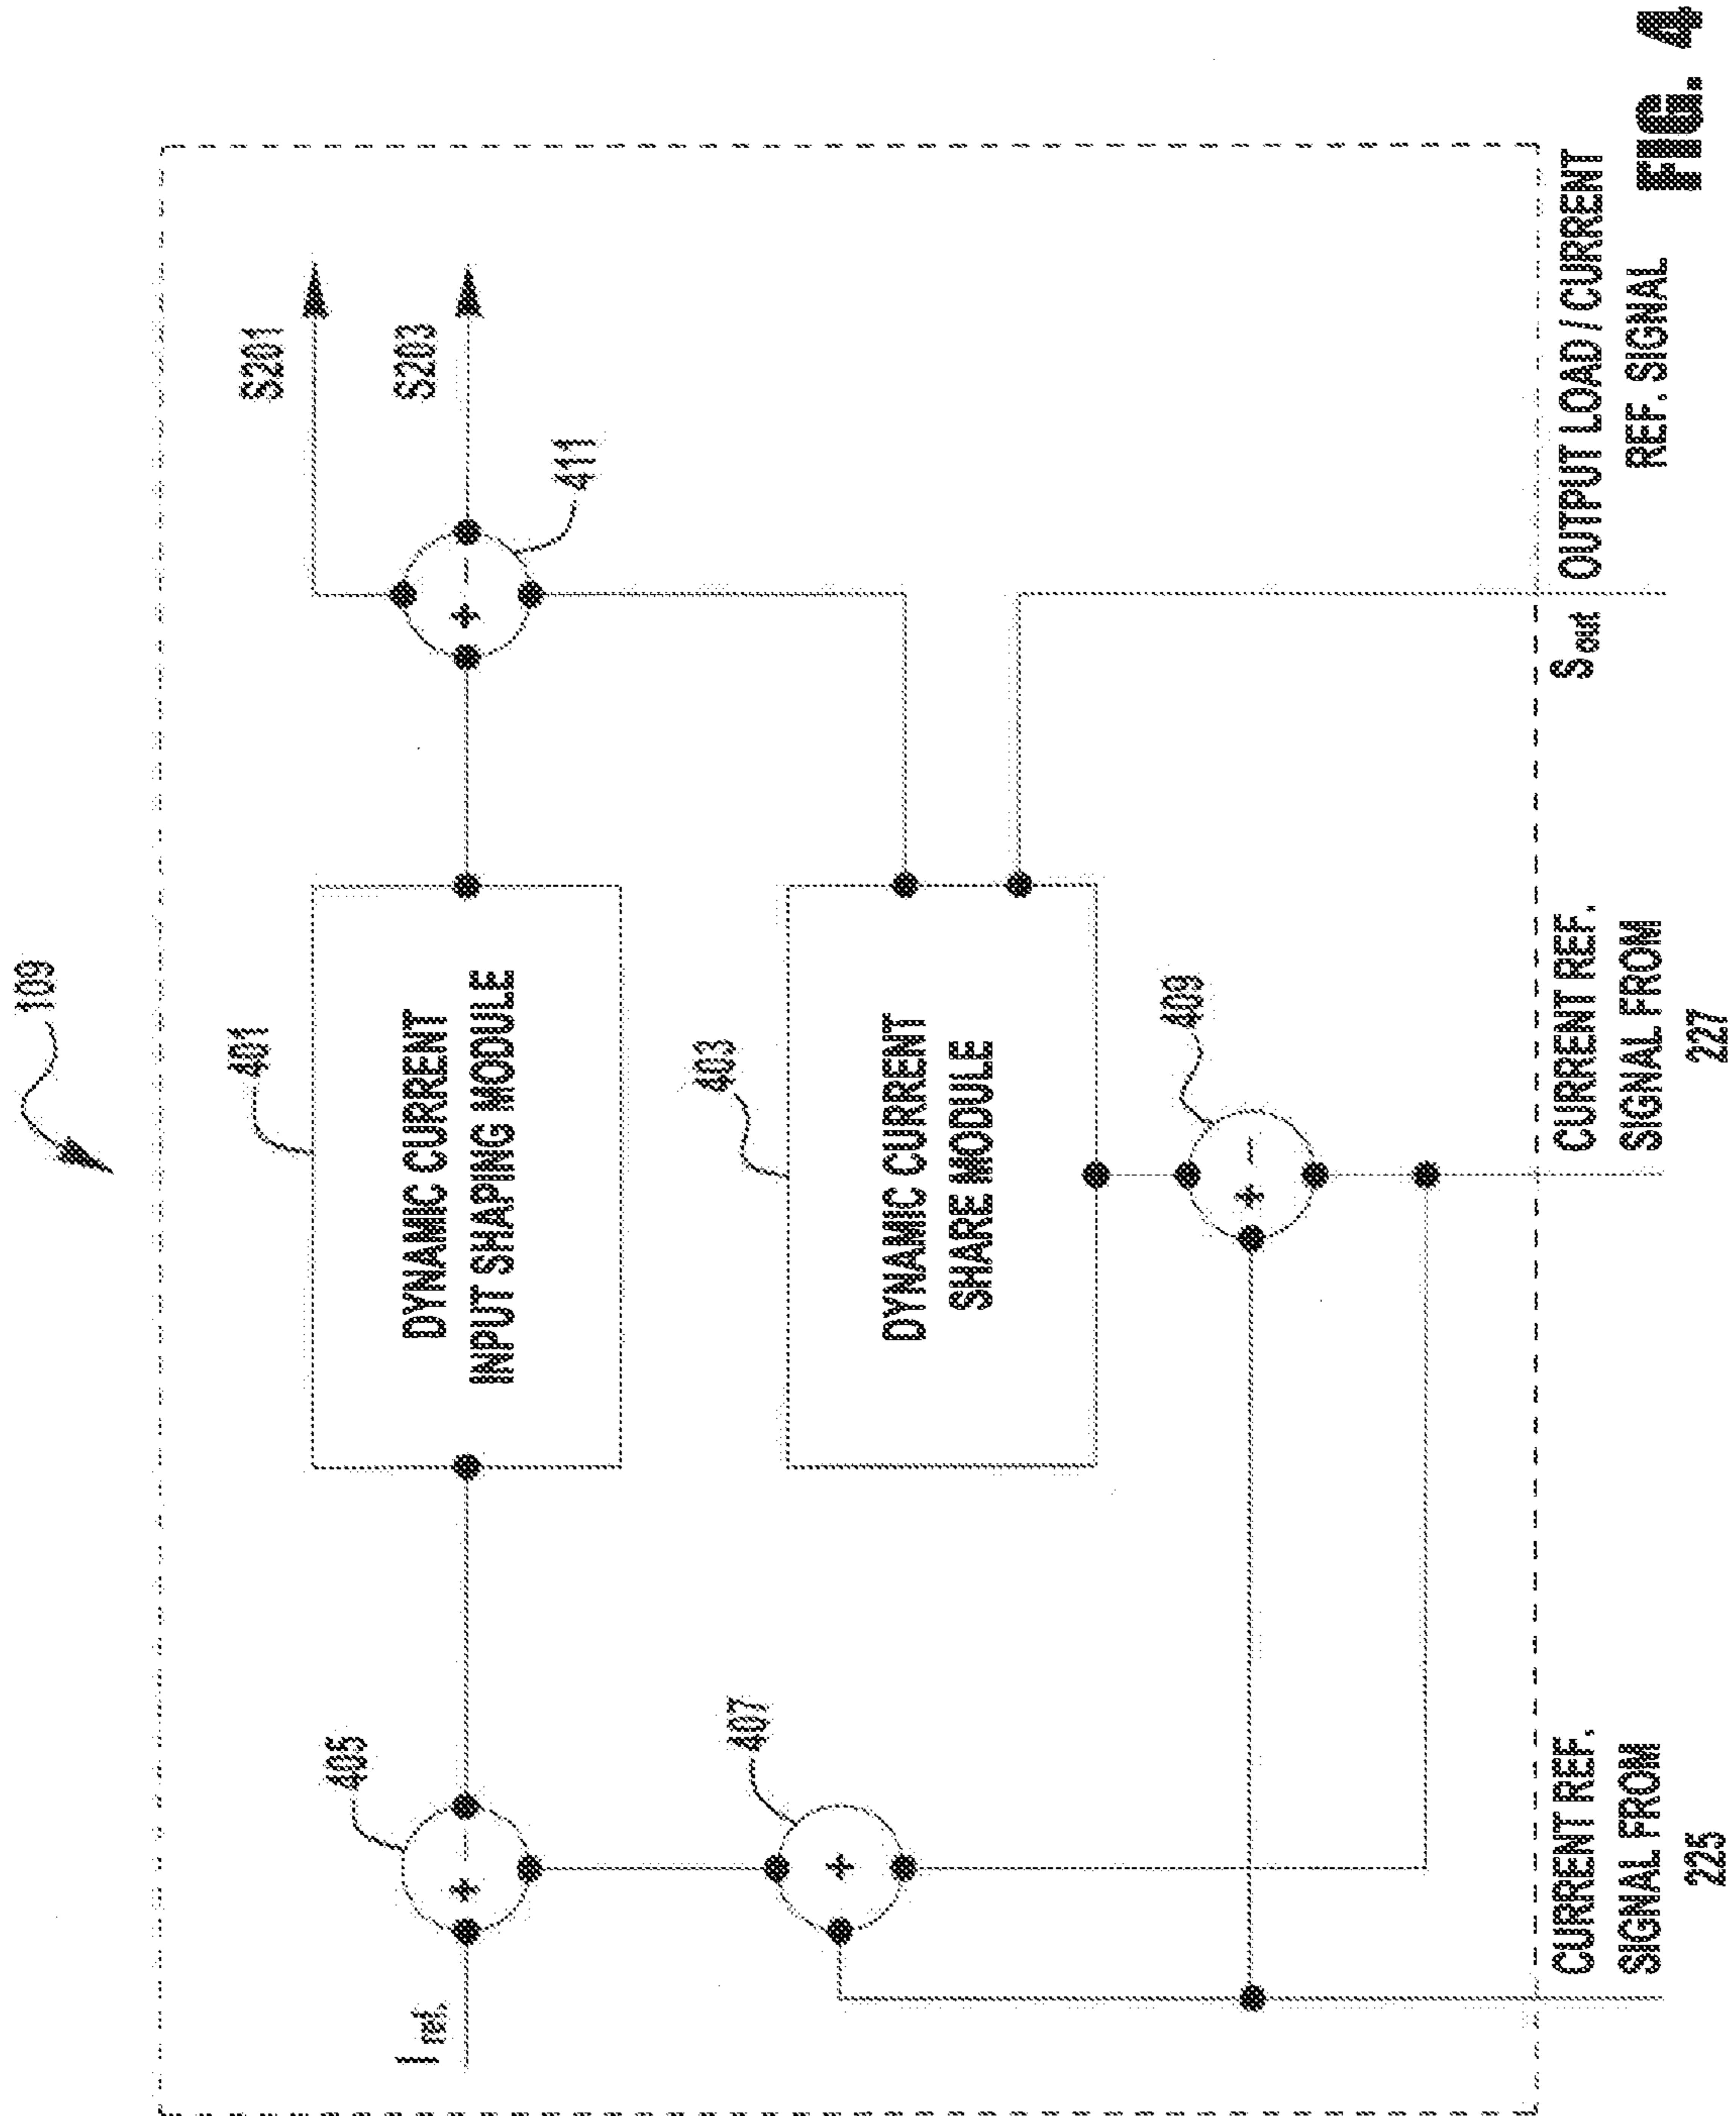 109
S201
S203
401
DYNAMIC CURRENT
INPUT SHAPING MODULE
411
405
I ref.
+ −
+ −
403
DYNAMIC CURRENT
SHARE MODULE
407
+
409
+ −
CURRENT REF.
SIGNAL FROM
225
CURRENT REF.
SIGNAL FROM
227
S out OUTPUT LOAD / CURRENT
REF. SIGNAL
FIG. 4